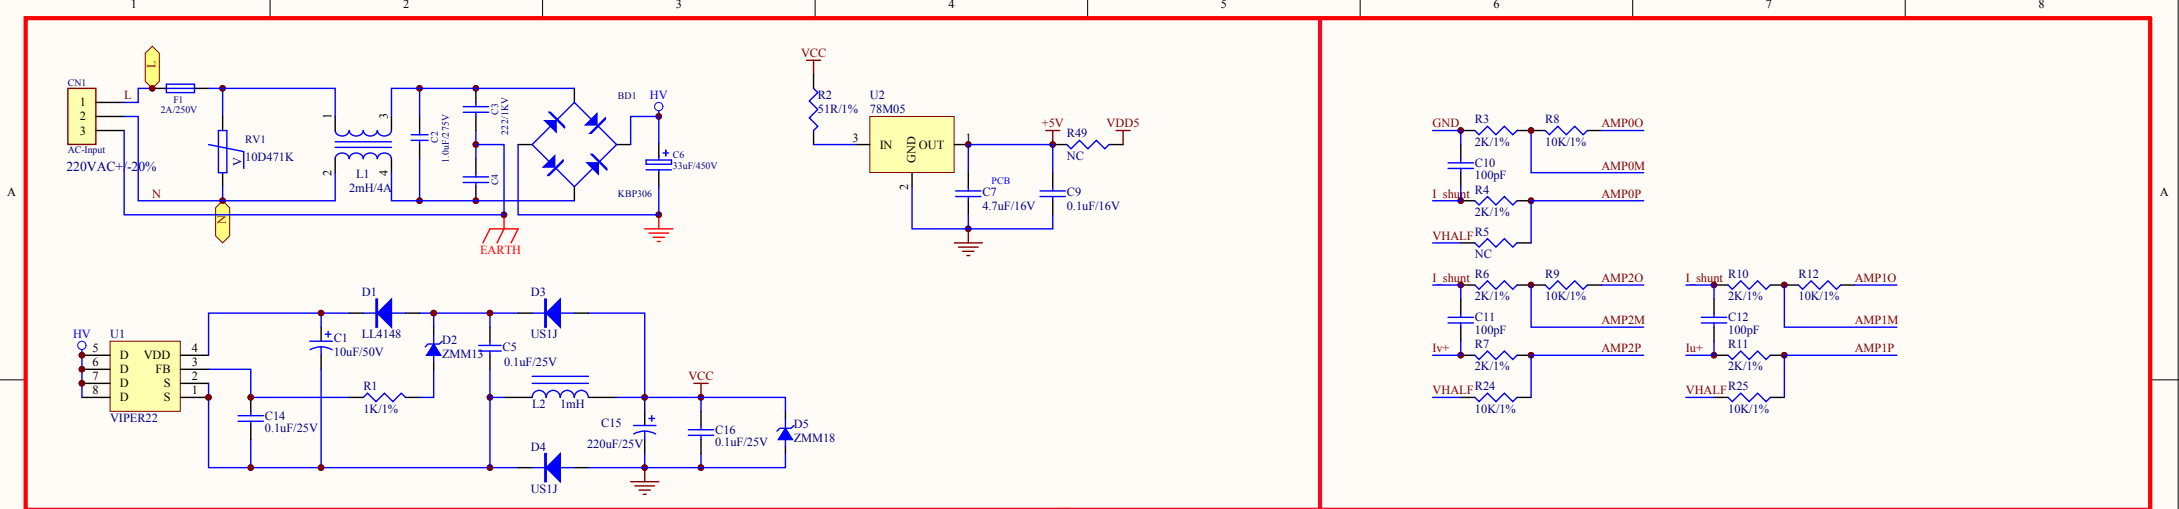 1 2 3 4 5 6 7 8
A
A
CN1
1
2
3
AC-Input
220VAC+/-20%
L
L
F1
2A/250V
RV1
10D471K
V
N
N
1
3
2
4
L1
2mH/4A
C2
1.0uF/275V
C3
222/1KV
C4
EARTH
BD1
KBP306
HV
C6
33uF/450V
VCC
R2
51R/1%
U2
78M05
3
IN
GND
OUT
1
2
PCB
C7
4.7uF/16V
+5V
C9
0.1uF/16V
R49
NC
VDD5
HV
U1
5 D VDD 4
6 D FB 3
7 D S 2
8 D S 1
VIPER22
C14
0.1uF/25V
C1
10uF/50V
D1
LL4148
R1
1K/1%
D2
ZMM13
C5
0.1uF/25V
D3
US1J
L2 1mH
D4
US1J
C15
220uF/25V
VCC
C16
0.1uF/25V
D5
ZMM18
GND
R3
2K/1%
R8
10K/1%
AMP0O
AMP0M
C10
100pF
I_shunt
R4
2K/1%
AMP0P
VHALF
R5
NC
I_shunt
R6
2K/1%
R9
10K/1%
AMP2O
AMP2M
C11
100pF
Iv+
R7
2K/1%
AMP2P
VHALF
R24
10K/1%
I_shunt
R10
2K/1%
R12
10K/1%
AMP1O
AMP1M
C12
100pF
Iu+
R11
2K/1%
AMP1P
VHALF
R25
10K/1%